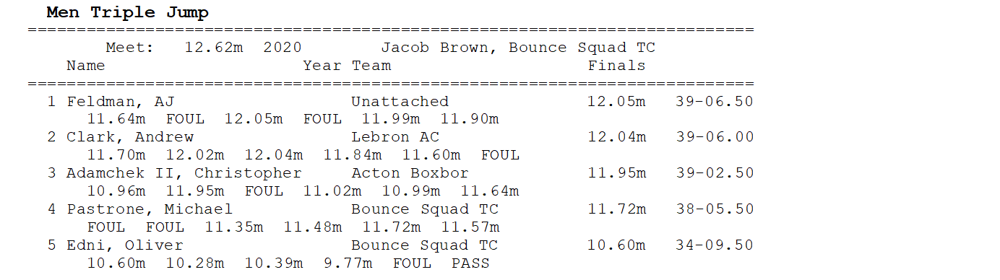 Men Triple Jump
==========================================================================
Meet: 12.62m 2020 Jacob Brown, Bounce Squad TC
Name Year Team Finals
==========================================================================
1 Feldman, AJ Unattached 12.05m 39-06.50
11.64m FOUL 12.05m FOUL 11.99m 11.90m
2 Clark, Andrew Lebron AC 12.04m 39-06.00
11.70m 12.02m 12.04m 11.84m 11.60m FOUL
3 Adamchek II, Christopher Acton Boxbor 11.95m 39-02.50
10.96m 11.95m FOUL 11.02m 10.99m 11.64m
4 Pastrone, Michael Bounce Squad TC 11.72m 38-05.50
FOUL FOUL 11.35m 11.48m 11.72m 11.57m
5 Edni, Oliver Bounce Squad TC 10.60m 34-09.50
10.60m 10.28m 10.39m 9.77m FOUL PASS